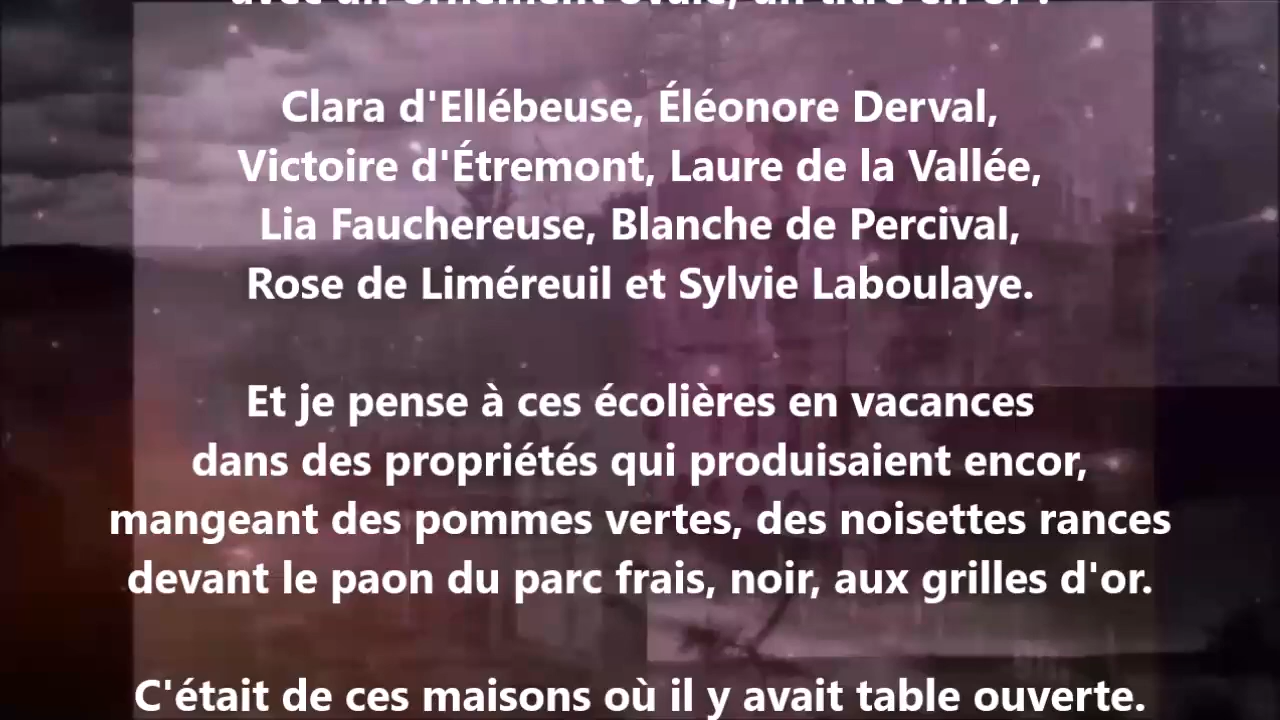 avec un ornement ovale, un titre en or :
Clara d'Ellébeuse, Éléonore Derval,
Victoire d'Étremont, Laure de la Vallée,
Lia Fauchereuse, Blanche de Percival,
Rose de Liméreuil et Sylvie Laboulaye.
Et je pense à ces écolières en vacances
dans des propriétés qui produisaient encor,
mangeant des pommes vertes, des noisettes rances
devant le paon du parc frais, noir, aux grilles d'or.
C'était de ces maisons où il y avait table ouverte.